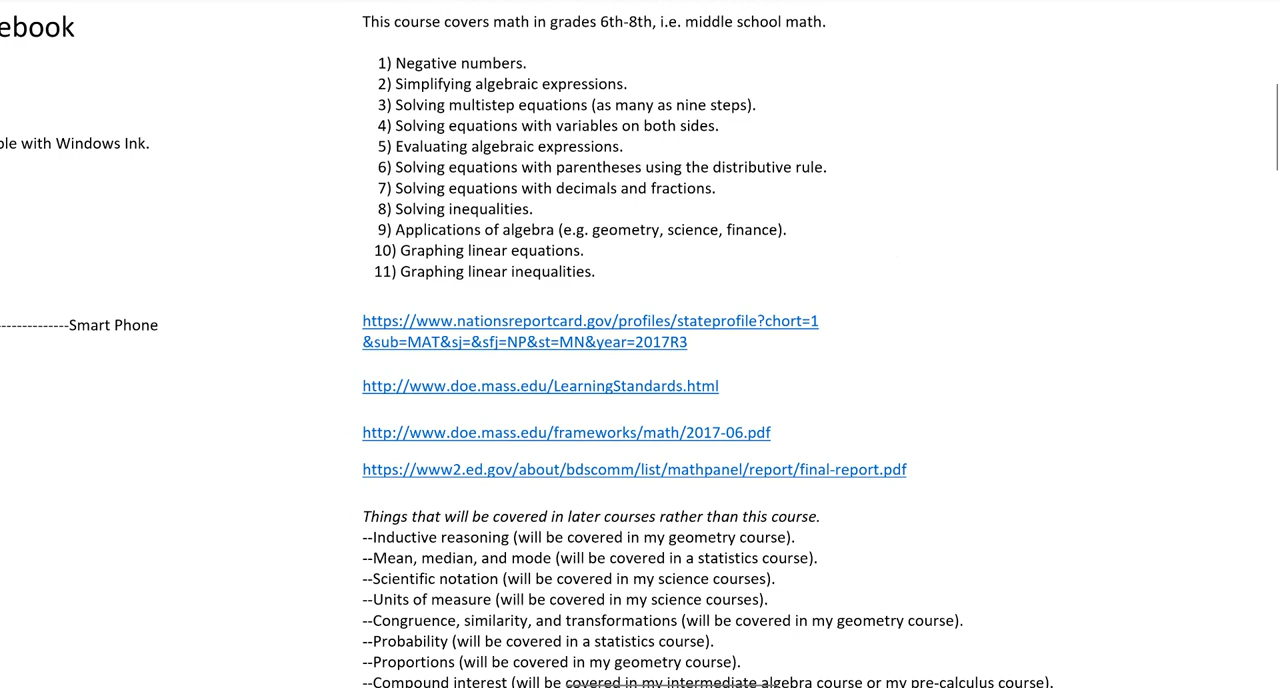 ebook
ple with Windows Ink.
--------------Smart Phone
This course covers math in grades 6th-8th, i.e. middle school math.
1) Negative numbers.
2) Simplifying algebraic expressions.
3) Solving multistep equations (as many as nine steps).
4) Solving equations with variables on both sides.
5) Evaluating algebraic expressions.
6) Solving equations with parentheses using the distributive rule.
7) Solving equations with decimals and fractions.
8) Solving inequalities.
9) Applications of algebra (e.g. geometry, science, finance).
10) Graphing linear equations.
11) Graphing linear inequalities.
https://www.nationsreportcard.gov/profiles/stateprofile?chort=1
&sub=MAT&sj=&sfj=NP&st=MN&year=2017R3
http://www.doe.mass.edu/LearningStandards.html
http://www.doe.mass.edu/frameworks/math/2017-06.pdf
https://www2.ed.gov/about/bdscomm/list/mathpanel/report/final-report.pdf
Things that will be covered in later courses rather than this course.
--Inductive reasoning (will be covered in my geometry course).
--Mean, median, and mode (will be covered in a statistics course).
--Scientific notation (will be covered in my science courses).
--Units of measure (will be covered in my science courses).
--Congruence, similarity, and transformations (will be covered in my geometry course).
--Probability (will be covered in a statistics course).
--Proportions (will be covered in my geometry course).
--Compound interest (will be covered in my intermediate algebra course or my pre-calculus course).